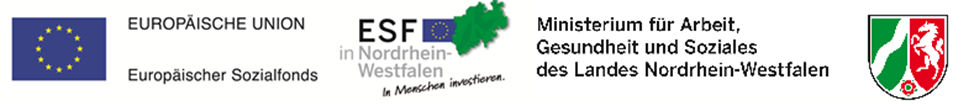 EUROPÄISCHE UNION
Europäischer Sozialfonds
ESF
in Nordrhein-
Westfalen
In Menschen investieren.
Ministerium für Arbeit,
Gesundheit und Soziales
des Landes Nordrhein-Westfalen